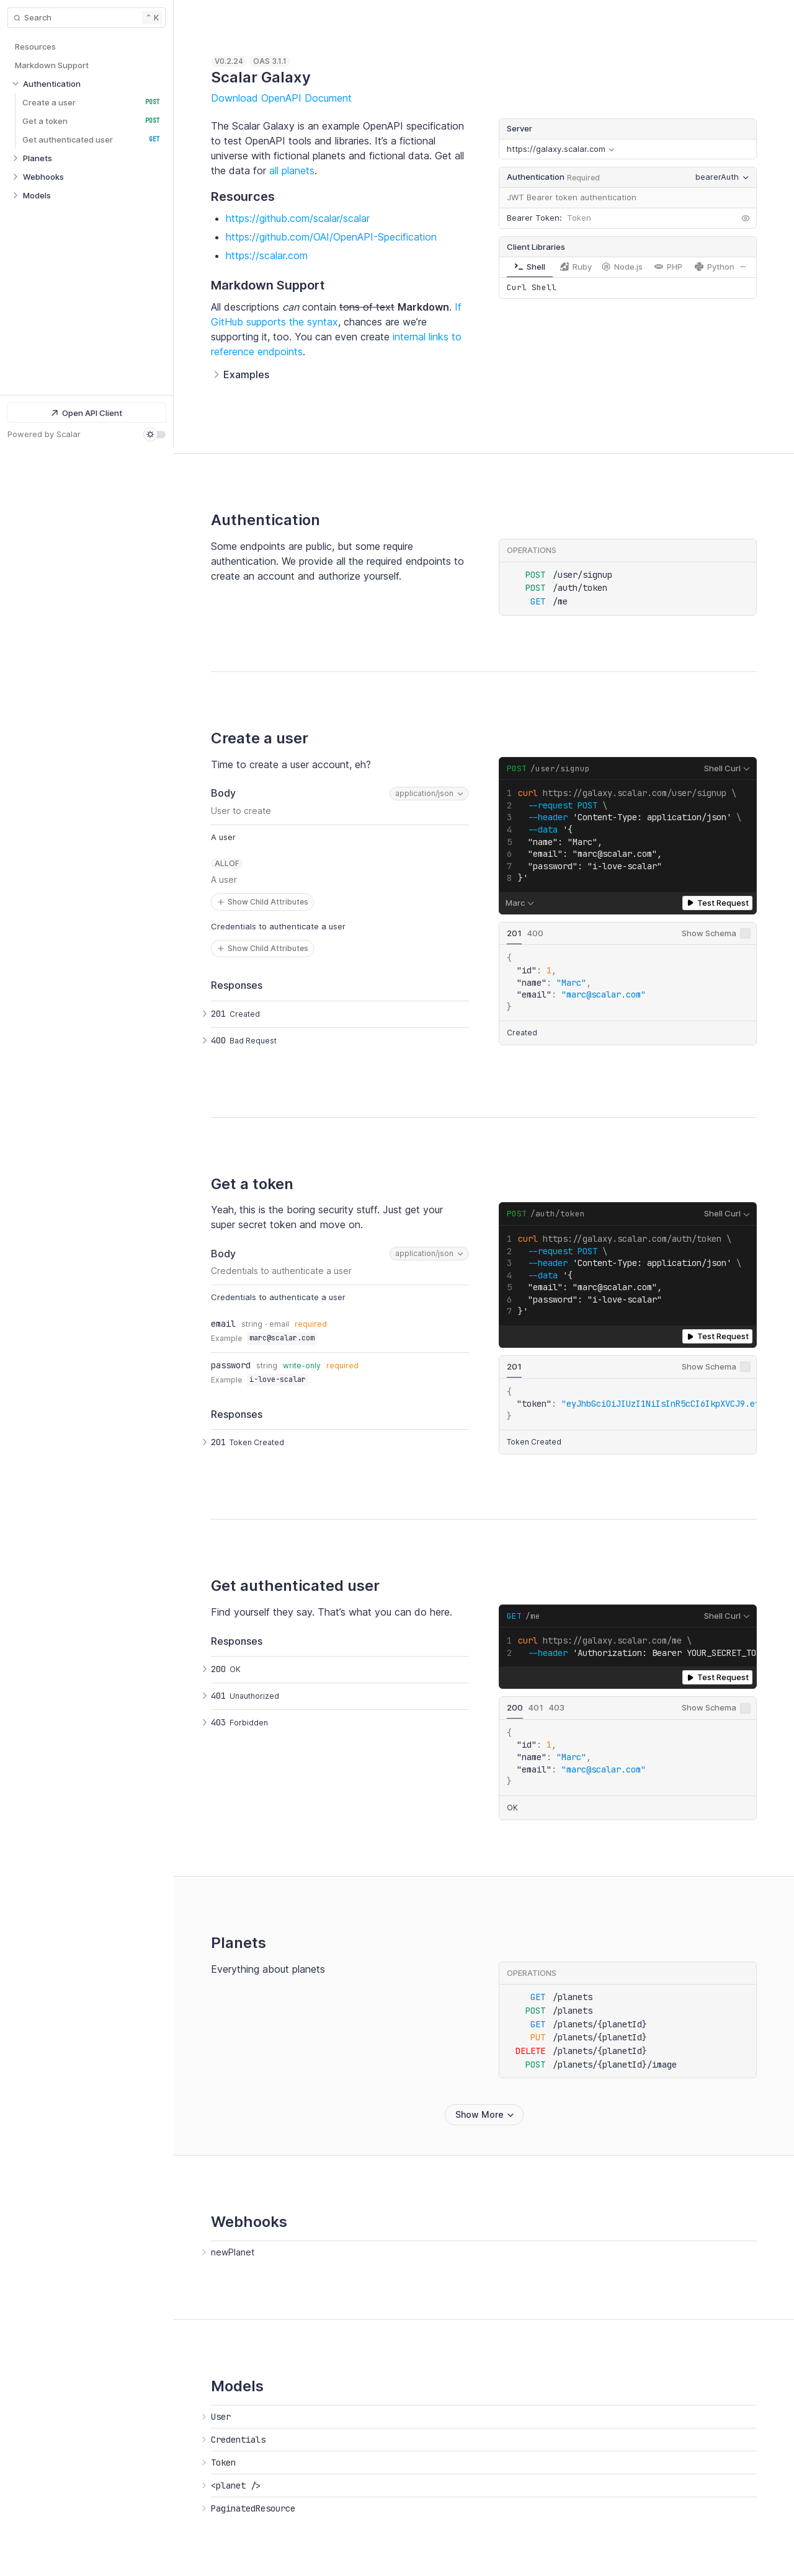 Search
⌃ K
Resources
Markdown Support
Authentication
Create a user POST
Get a token POST
Get authenticated user GET
Planets
Webhooks
Models
Open API Client
Powered by Scalar
V0.2.24 OAS 3.1.1
Scalar Galaxy
Download OpenAPI Document
The Scalar Galaxy is an example OpenAPI specification
to test OpenAPI tools and libraries. It's a fictional
universe with fictional planets and fictional data. Get all
the data for all planets.
Resources
https://github.com/scalar/scalar
https://github.com/OAI/OpenAPI-Specification
https://scalar.com
Markdown Support
All descriptions can contain tons of text Markdown. If
GitHub supports the syntax, chances are we're
supporting it, too. You can even create internal links to
reference endpoints.
Examples
Server
https://galaxy.scalar.com
Authentication Required bearerAuth
JWT Bearer token authentication
Bearer Token: Token
Client Libraries
Shell Ruby Node.js PHP Python
Curl Shell
Authentication
Some endpoints are public, but some require
authentication. We provide all the required endpoints to
create an account and authorize yourself.
OPERATIONS
POST /user/signup
POST /auth/token
GET /me
Create a user
Time to create a user account, eh?
Body application/json
User to create
A user
ALLOF
A user
Show Child Attributes
Credentials to authenticate a user
Show Child Attributes
Responses
201 Created
400 Bad Request
POST /user/signup Shell Curl
1 curl https://galaxy.scalar.com/user/signup \
2 --request POST \
3 --header 'Content-Type: application/json' \
4 --data '{
5 "name": "Marc",
6 "email": "marc@scalar.com",
7 "password": "i-love-scalar"
8 }'
Marc Test Request
201 400 Show Schema
{
"id": 1,
"name": "Marc",
"email": "marc@scalar.com"
}
Created
Get a token
Yeah, this is the boring security stuff. Just get your
super secret token and move on.
Body application/json
Credentials to authenticate a user
Credentials to authenticate a user
email string · email required
Example marc@scalar.com
password string write-only required
Example i-love-scalar
Responses
201 Token Created
POST /auth/token Shell Curl
1 curl https://galaxy.scalar.com/auth/token \
2 --request POST \
3 --header 'Content-Type: application/json' \
4 --data '{
5 "email": "marc@scalar.com",
6 "password": "i-love-scalar"
7 }'
Test Request
201 Show Schema
{
"token": "eyJhbGciOiJIUzI1NiIsInR5cCI6IkpXVCJ9.e
}
Token Created
Get authenticated user
Find yourself they say. That's what you can do here.
Responses
200 OK
401 Unauthorized
403 Forbidden
GET /me Shell Curl
1 curl https://galaxy.scalar.com/me \
2 --header 'Authorization: Bearer YOUR_SECRET_TO
Test Request
200 401 403 Show Schema
{
"id": 1,
"name": "Marc",
"email": "marc@scalar.com"
}
OK
Planets
Everything about planets
OPERATIONS
GET /planets
POST /planets
GET /planets/{planetId}
PUT /planets/{planetId}
DELETE /planets/{planetId}
POST /planets/{planetId}/image
Show More
Webhooks
newPlanet
Models
User
Credentials
Token
<planet />
PaginatedResource